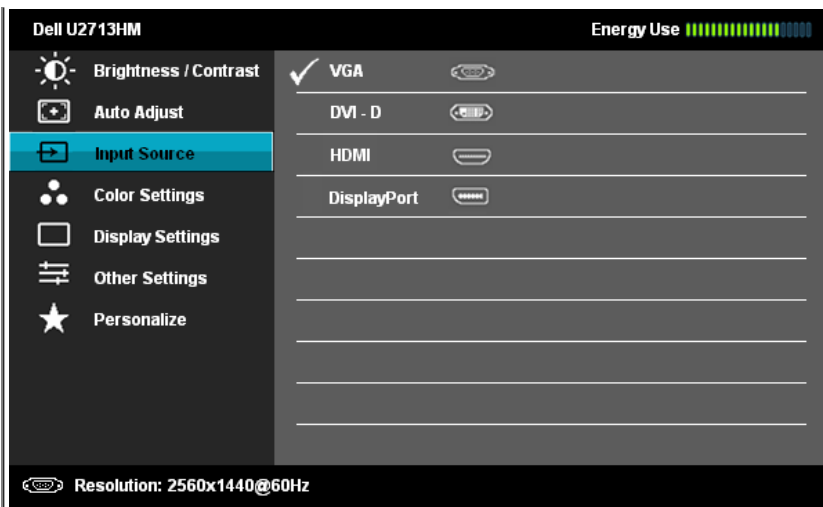 Dell U2713HM
Energy Use
Brightness / Contrast
Auto Adjust
Input Source
Color Settings
Display Settings
Other Settings
Personalize
VGA
DVI - D
HDMI
DisplayPort
Resolution: 2560x1440@60Hz